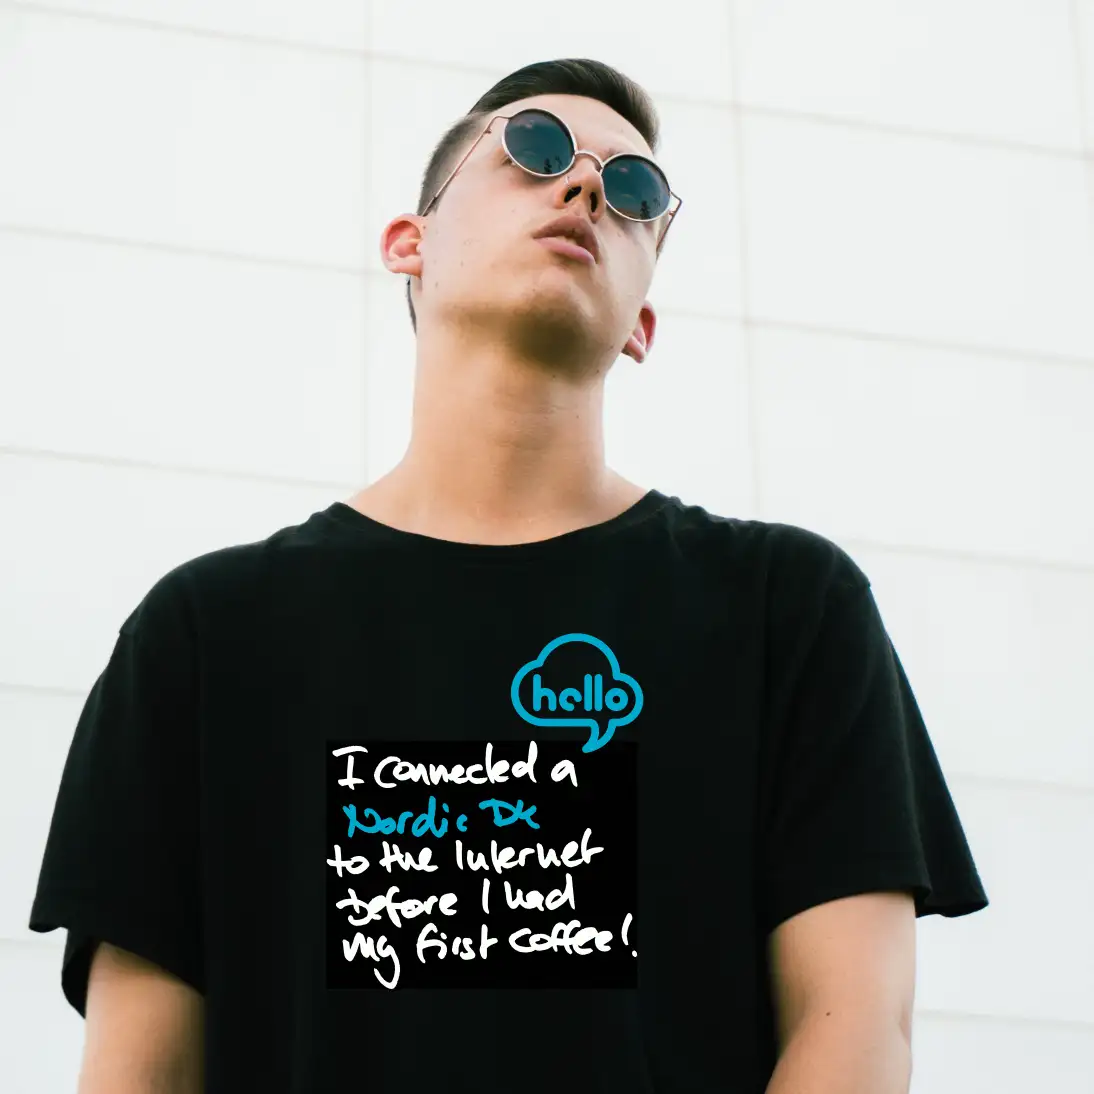 hello
I connected a
Nordic DK
to the Internet
before I had
my first coffee!